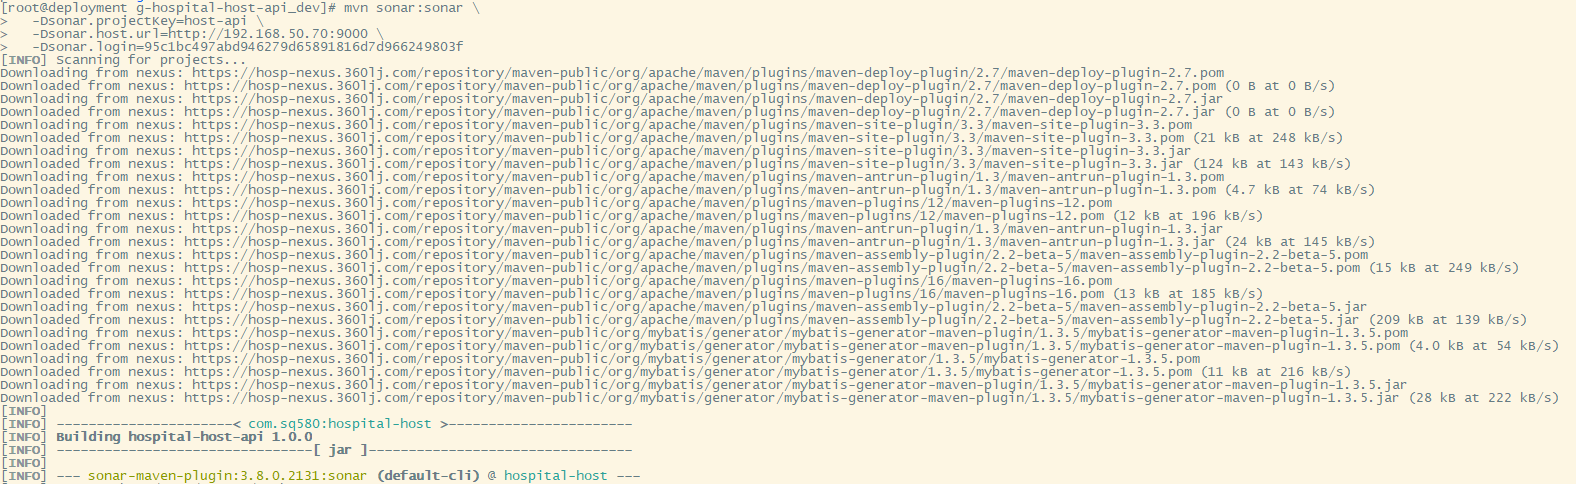 [root@deployment g-hospital-host-api_dev]# mvn sonar:sonar \
>   -Dsonar.projectKey=host-api \
>   -Dsonar.host.url=http://192.168.50.70:9000 \
>   -Dsonar.login=95c1bc497abd946279d65891816d7d966249803f
[INFO] Scanning for projects...
Downloading from nexus: https://hosp-nexus.360lj.com/repository/maven-public/org/apache/maven/plugins/maven-deploy-plugin/2.7/maven-deploy-plugin-2.7.pom
Downloaded from nexus: https://hosp-nexus.360lj.com/repository/maven-public/org/apache/maven/plugins/maven-deploy-plugin/2.7/maven-deploy-plugin-2.7.pom (0 B at 0 B/s)
Downloading from nexus: https://hosp-nexus.360lj.com/repository/maven-public/org/apache/maven/plugins/maven-deploy-plugin/2.7/maven-deploy-plugin-2.7.jar
Downloaded from nexus: https://hosp-nexus.360lj.com/repository/maven-public/org/apache/maven/plugins/maven-deploy-plugin/2.7/maven-deploy-plugin-2.7.jar (0 B at 0 B/s)
Downloading from nexus: https://hosp-nexus.360lj.com/repository/maven-public/org/apache/maven/plugins/maven-site-plugin/3.3/maven-site-plugin-3.3.pom
Downloaded from nexus: https://hosp-nexus.360lj.com/repository/maven-public/org/apache/maven/plugins/maven-site-plugin/3.3/maven-site-plugin-3.3.pom (21 kB at 248 kB/s)
Downloading from nexus: https://hosp-nexus.360lj.com/repository/maven-public/org/apache/maven/plugins/maven-site-plugin/3.3/maven-site-plugin-3.3.jar
Downloaded from nexus: https://hosp-nexus.360lj.com/repository/maven-public/org/apache/maven/plugins/maven-site-plugin/3.3/maven-site-plugin-3.3.jar (124 kB at 143 kB/s)
Downloading from nexus: https://hosp-nexus.360lj.com/repository/maven-public/org/apache/maven/plugins/maven-antrun-plugin/1.3/maven-antrun-plugin-1.3.pom
Downloaded from nexus: https://hosp-nexus.360lj.com/repository/maven-public/org/apache/maven/plugins/maven-antrun-plugin/1.3/maven-antrun-plugin-1.3.pom (4.7 kB at 74 kB/s)
Downloading from nexus: https://hosp-nexus.360lj.com/repository/maven-public/org/apache/maven/plugins/maven-plugins/12/maven-plugins-12.pom
Downloaded from nexus: https://hosp-nexus.360lj.com/repository/maven-public/org/apache/maven/plugins/maven-plugins/12/maven-plugins-12.pom (12 kB at 196 kB/s)
Downloading from nexus: https://hosp-nexus.360lj.com/repository/maven-public/org/apache/maven/plugins/maven-antrun-plugin/1.3/maven-antrun-plugin-1.3.jar
Downloaded from nexus: https://hosp-nexus.360lj.com/repository/maven-public/org/apache/maven/plugins/maven-antrun-plugin/1.3/maven-antrun-plugin-1.3.jar (24 kB at 145 kB/s)
Downloading from nexus: https://hosp-nexus.360lj.com/repository/maven-public/org/apache/maven/plugins/maven-assembly-plugin/2.2-beta-5/maven-assembly-plugin-2.2-beta-5.pom
Downloaded from nexus: https://hosp-nexus.360lj.com/repository/maven-public/org/apache/maven/plugins/maven-assembly-plugin/2.2-beta-5/maven-assembly-plugin-2.2-beta-5.pom (15 kB at 249 kB/s)
Downloading from nexus: https://hosp-nexus.360lj.com/repository/maven-public/org/apache/maven/plugins/maven-plugins/16/maven-plugins-16.pom
Downloaded from nexus: https://hosp-nexus.360lj.com/repository/maven-public/org/apache/maven/plugins/maven-plugins/16/maven-plugins-16.pom (13 kB at 185 kB/s)
Downloading from nexus: https://hosp-nexus.360lj.com/repository/maven-public/org/apache/maven/plugins/maven-assembly-plugin/2.2-beta-5/maven-assembly-plugin-2.2-beta-5.jar
Downloaded from nexus: https://hosp-nexus.360lj.com/repository/maven-public/org/apache/maven/plugins/maven-assembly-plugin/2.2-beta-5/maven-assembly-plugin-2.2-beta-5.jar (209 kB at 139 kB/s)
Downloading from nexus: https://hosp-nexus.360lj.com/repository/maven-public/org/mybatis/generator/mybatis-generator-maven-plugin/1.3.5/mybatis-generator-maven-plugin-1.3.5.pom
Downloaded from nexus: https://hosp-nexus.360lj.com/repository/maven-public/org/mybatis/generator/mybatis-generator-maven-plugin/1.3.5/mybatis-generator-maven-plugin-1.3.5.pom (4.0 kB at 54 kB/s)
Downloading from nexus: https://hosp-nexus.360lj.com/repository/maven-public/org/mybatis/generator/mybatis-generator/1.3.5/mybatis-generator-1.3.5.pom
Downloaded from nexus: https://hosp-nexus.360lj.com/repository/maven-public/org/mybatis/generator/mybatis-generator/1.3.5/mybatis-generator-1.3.5.pom (11 kB at 216 kB/s)
Downloading from nexus: https://hosp-nexus.360lj.com/repository/maven-public/org/mybatis/generator/mybatis-generator-maven-plugin/1.3.5/mybatis-generator-maven-plugin-1.3.5.jar
Downloaded from nexus: https://hosp-nexus.360lj.com/repository/maven-public/org/mybatis/generator/mybatis-generator-maven-plugin/1.3.5/mybatis-generator-maven-plugin-1.3.5.jar (28 kB at 222 kB/s)
[INFO]
[INFO] ----------------------< com.sq580:hospital-host >-----------------------
[INFO] Building hospital-host-api 1.0.0
[INFO] --------------------------------[ jar ]---------------------------------
[INFO]
[INFO] --- sonar-maven-plugin:3.8.0.2131:sonar (default-cli) @ hospital-host ---